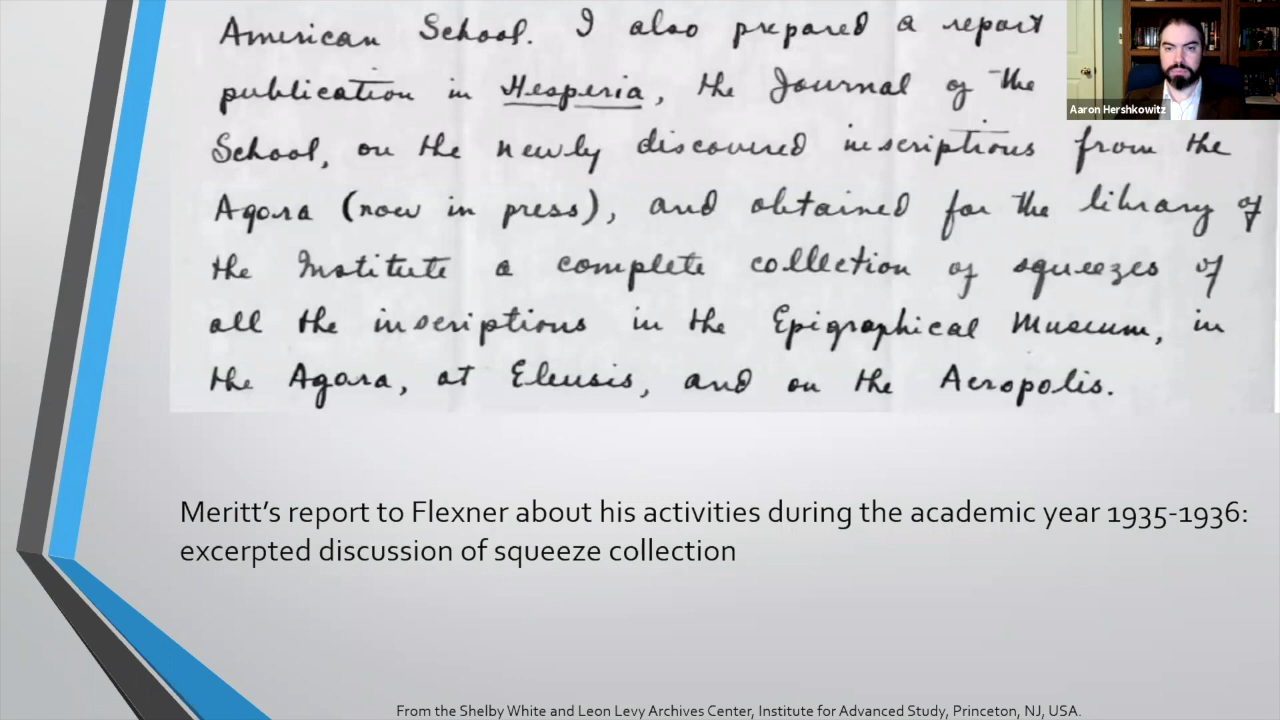 American School. I also prepared a report
publication in Hesperia, the Journal of the
School, on the newly discovered inscriptions from the
Agora (now in press), and obtained for the library of
the Institute a complete collection of squeezes of
all the inscriptions in the Epigraphical Museum, in
the Agora, at Eleusis, and on the Acropolis.
Aaron Hershkowitz
Meritt's report to Flexner about his activities during the academic year 1935-1936:
excerpted discussion of squeeze collection
From the Shelby White and Leon Levy Archives Center, Institute for Advanced Study, Princeton, NJ, USA.